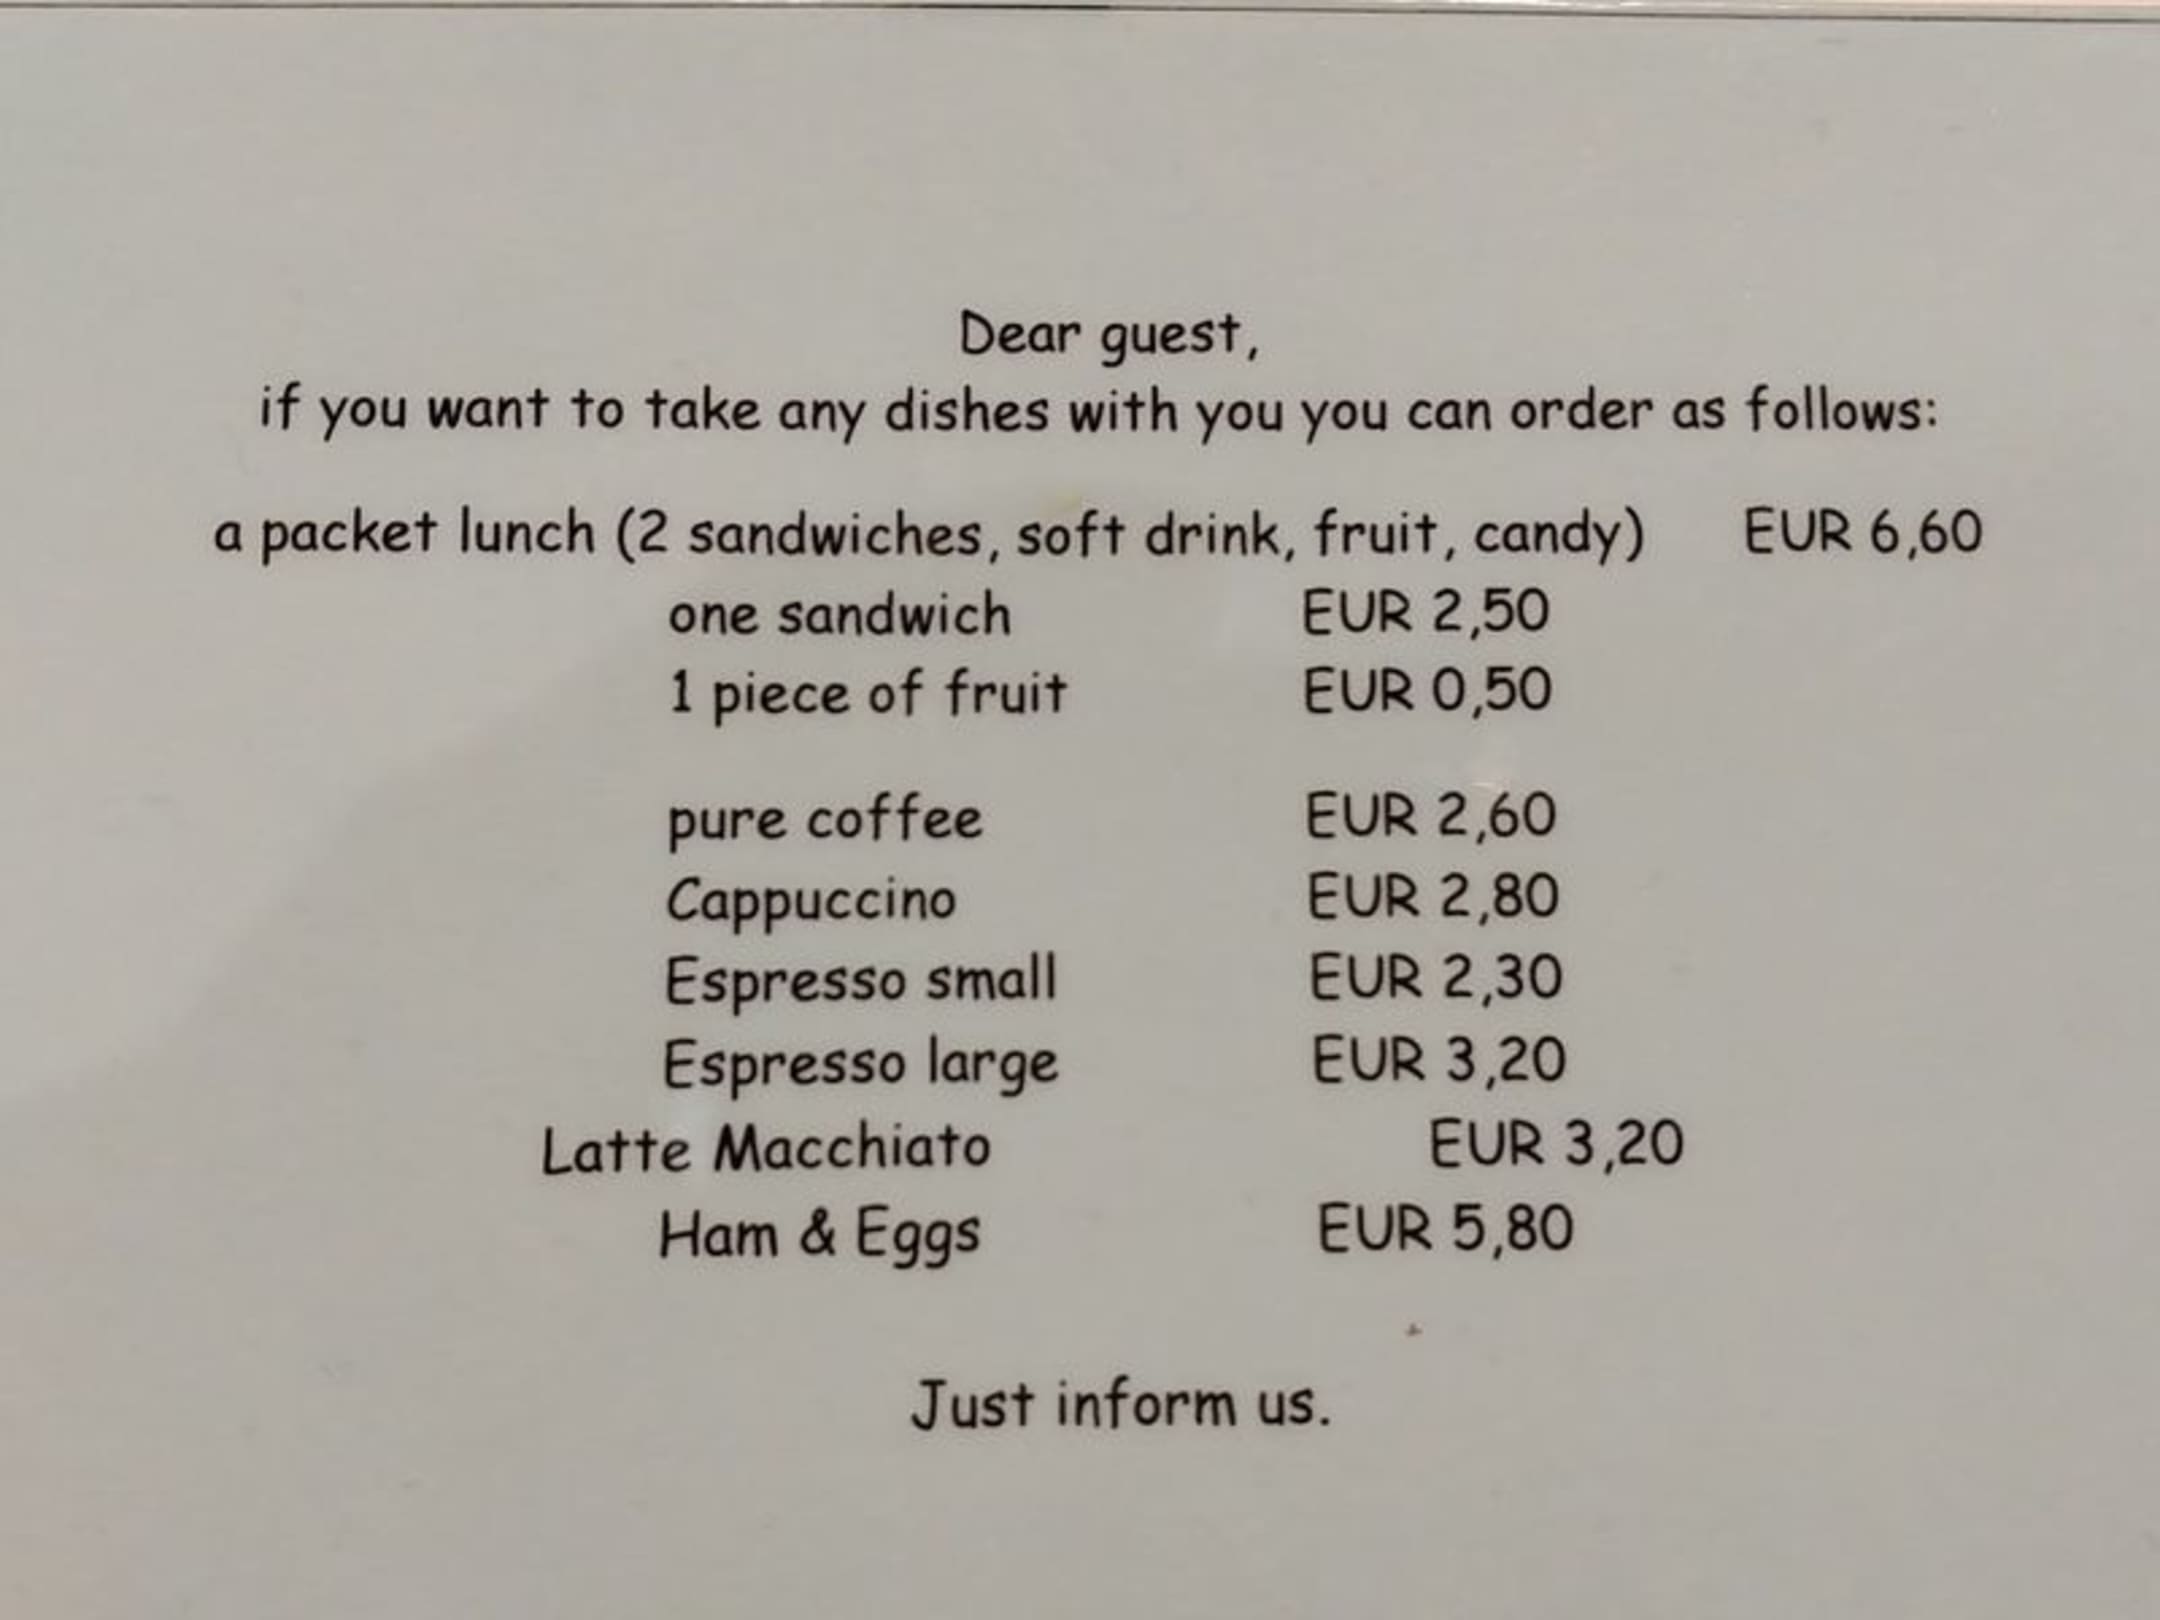 Dear guest,
if you want to take any dishes with you you can order as follows:
a packet lunch (2 sandwiches, soft drink, fruit, candy) EUR 6,60
one sandwich EUR 2,50
1 piece of fruit EUR 0,50
pure coffee EUR 2,60
Cappuccino EUR 2,80
Espresso small EUR 2,30
Espresso large EUR 3,20
Latte Macchiato EUR 3,20
Ham & Eggs EUR 5,80
Just inform us.